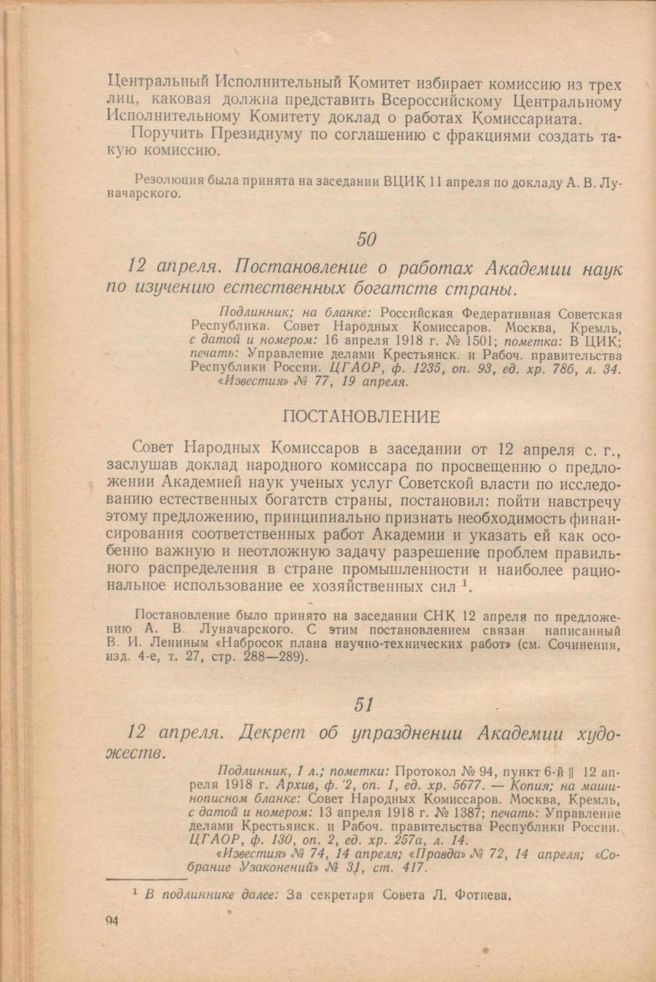 Центральный Исполнительный Комитет избирает комиссию из трех
лиц, каковая должна представить Всероссийскому Центральному
Исполнительному Комитету доклад о работах Комиссариата.
Поручить Президиуму по соглашению с фракциями создать та-
кую комиссию.
Резолюция была принята на заседании ВЦИК 11 апреля по докладу А. В. Лу-
начарского.
50
12 апреля. Постановление о работах Академии наук
по изучению естественных богатств страны.
Подлинник; на бланке: Российская Федеративная Советская
Республика. Совет Народных Комиссаров. Москва, Кремль,
с датой и номером: 16 апреля 1918 г. № 1501; пометка: В ЦИК;
печать: Управление делами Крестьянск. и Рабоч. правительства
Республики России. ЦГАОР, ф. 1235, оп. 93, ед. хр. 786, л. 34.
«Известия» № 77, 19 апреля.
ПОСТАНОВЛЕНИЕ
Совет Народных Комиссаров в заседании от 12 апреля с. г.,
заслушав доклад народного комиссара по просвещению о предло-
жении Академией наук ученых услуг Советской власти по исследо-
ванию естественных богатств страны, постановил: пойти навстречу
этому предложению, принципиально признать необходимость финан-
сирования соответственных работ Академии и указать ей как осо-
бенно важную и неотложную задачу разрешение проблем правиль-
ного распределения в стране промышленности и наиболее рацио-
нальное использование ее хозяйственных сил ¹.
Постановление было принято на заседании СНК 12 апреля по предложе-
нию А. В. Луначарского. С этим постановлением связан написанный
В. И. Лениным «Набросок плана научно-технических работ» (см. Сочинения,
изд. 4-е, т. 27, стр. 288—289).
51
12 апреля. Декрет об упразднении Академии худо-
жеств.
Подлинник, 1 л.; пометки: Протокол № 94, пункт 6-й || 12 ап-
реля 1918 г. Архив, ф. 2, оп. 1, ед. хр. 5677. — Копия; на маши-
нописном бланке: Совет Народных Комиссаров. Москва, Кремль,
с датой и номером: 13 апреля 1918 г. № 1387; печать: Управление
делами Крестьянск. и Рабоч. правительства Республики России.
ЦГАОР, ф. 130, оп. 2, ед. хр. 257а, л. 14.
«Известия» № 74, 14 апреля; «Правда» № 72, 14 апреля; «Со-
брание Узаконений» № 31, ст. 417.
¹ В подлиннике далее: За секретаря Совета Л. Фотиева.
94